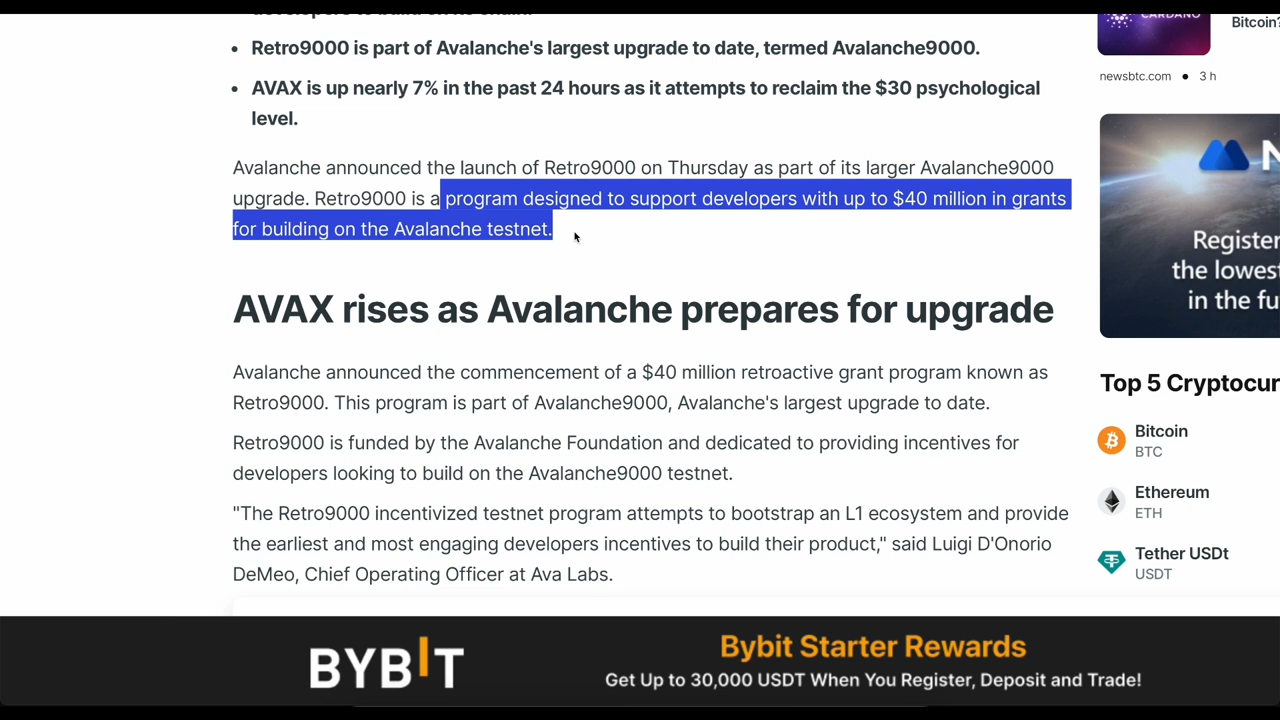 CARDANO
Bitcoin?
• Retro9000 is part of Avalanche's largest upgrade to date, termed Avalanche9000.
newsbtc.com • 3 h
• AVAX is up nearly 7% in the past 24 hours as it attempts to reclaim the $30 psychological
level.
Avalanche announced the launch of Retro9000 on Thursday as part of its larger Avalanche9000
upgrade. Retro9000 is a program designed to support developers with up to $40 million in grants
for building on the Avalanche testnet.
N
Register
the lowes
in the fu
AVAX rises as Avalanche prepares for upgrade
Avalanche announced the commencement of a $40 million retroactive grant program known as
Retro9000. This program is part of Avalanche9000, Avalanche's largest upgrade to date.
Retro9000 is funded by the Avalanche Foundation and dedicated to providing incentives for
developers looking to build on the Avalanche9000 testnet.
"The Retro9000 incentivized testnet program attempts to bootstrap an L1 ecosystem and provide
the earliest and most engaging developers incentives to build their product," said Luigi D'Onorio
DeMeo, Chief Operating Officer at Ava Labs.
Top 5 Cryptocur
Bitcoin
BTC
Ethereum
ETH
Tether USDt
USDT
BYBIT
Bybit Starter Rewards
Get Up to 30,000 USDT When You Register, Deposit and Trade!